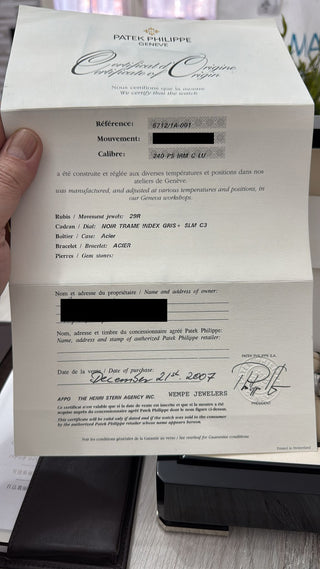 PATEK PHILIPPE
GENEVE
Certificat d'Origine
Certificate of Origin
Nous certifions que la montre
We certify that the watch
Référence: 5712/1A-001
Mouvement:
Calibre: 240 PS IRM C LU
a été construite et réglée aux diverses températures et positions dans nos
ateliers de Genève.
was manufactured, and adjusted at various temperatures and positions, in
our Geneva workshops.
Rubis / Movement jewels: 29R
Cadran / Dial: NOIR TRAME INDEX GRIS+ SLM C3
Boîtier / Case: Acier
Bracelet / Bracelet: ACIER
Pierres / Gem stones:
Nom et adresse du propriétaire / Name and address of owner:
Nom, adresse et timbre du concessionnaire agréé Patek Philippe:
Name, address and stamp of authorized Patek Philippe retailer:
Date de la vente / Date of purchase:
December 21st. 2007
PATEK PHILIPPE S.A.
PRÉSIDENT
APPO THE HENRI STERN AGENCY INC. WEMPE JEWELERS
Ce certificat n'est valable que si la date de vente est inscrite et que si la montre a été
acquise auprès du concessionnaire agréé Patek Philippe dont le nom figure ci-dessus.
This certificate will be valid only if dated and if the watch was sold to the consumer
by the authorized Patek Philippe retailer whose name appears hereon.
Voir les conditions générales de la Garantie au verso / See overleaf for Guarantee conditions
Printed in Switzerland
MA